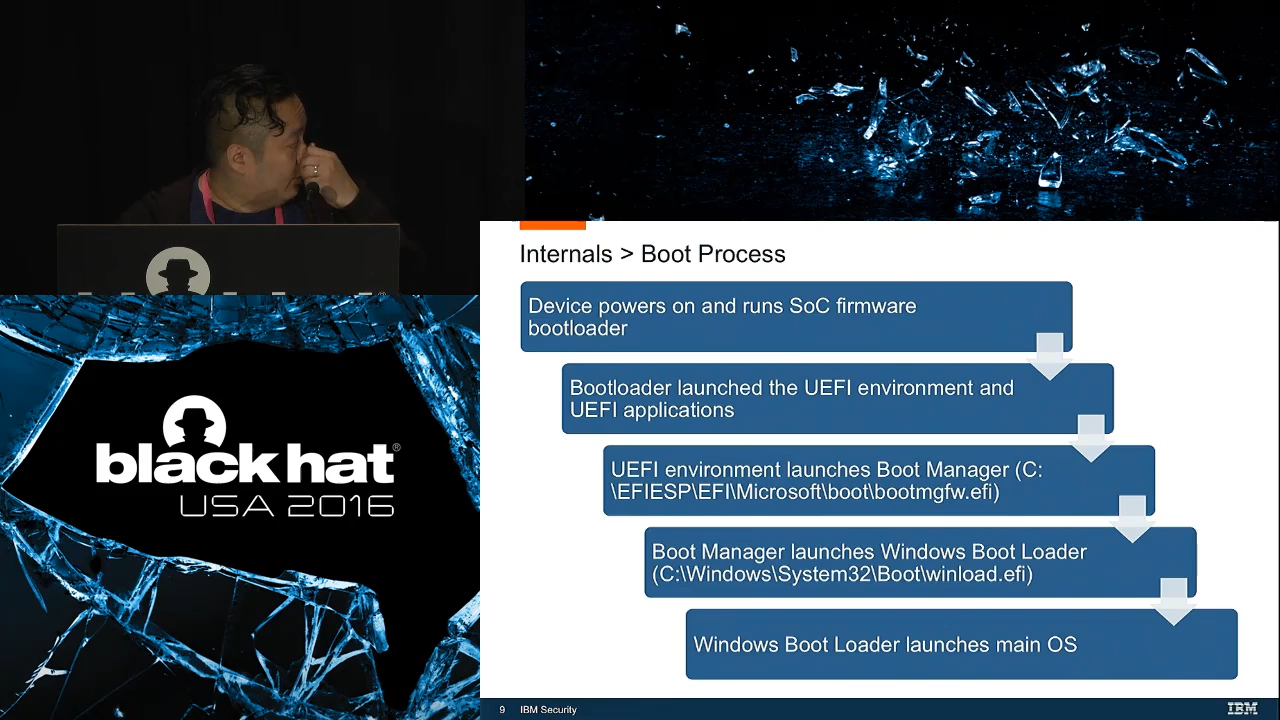 Internals > Boot Process
Device powers on and runs SoC firmware
bootloader
Bootloader launched the UEFI environment and
UEFI applications
UEFI environment launches Boot Manager (C:
\EFIESP\EFI\Microsoft\boot\bootmgfw.efi)
Boot Manager launches Windows Boot Loader
(C:\Windows\System32\Boot\winload.efi)
Windows Boot Loader launches main OS
9 IBM Security
IBM
black hat®
USA 2016